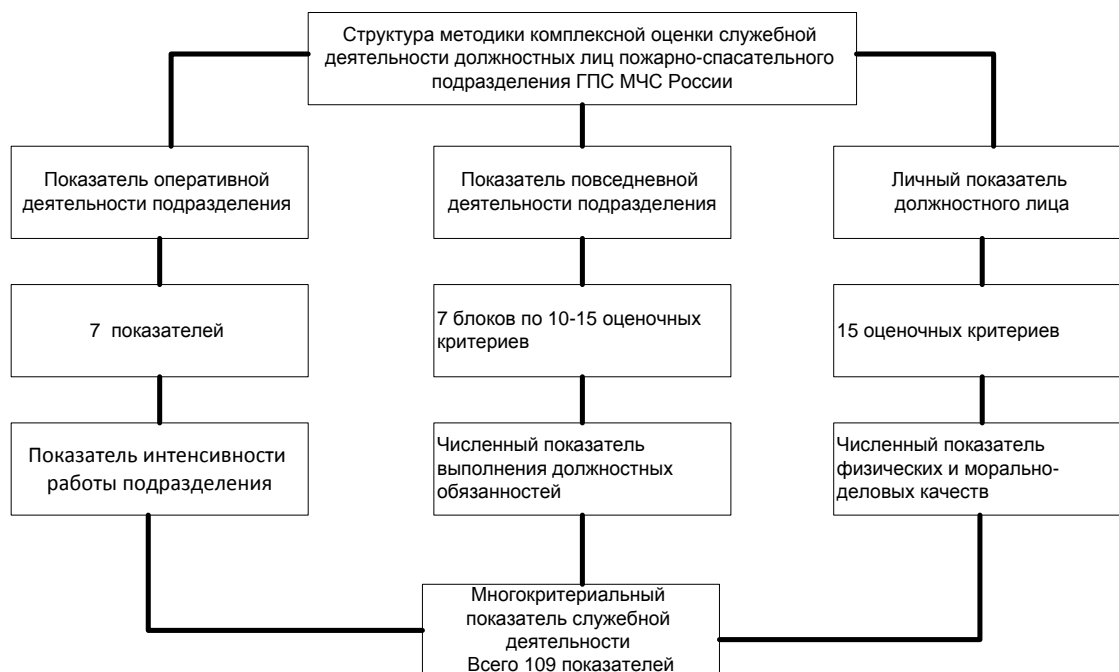 Структура методики комплексной оценки служебной
деятельности должностных лиц пожарно-спасательного
подразделения ГПС МЧС России
Показатель оперативной
деятельности подразделения
Показатель повседневной
деятельности подразделения
Личный показатель
должностного лица
7 показателей
7 блоков по 10-15 оценочных
критериев
15 оценочных критериев
Показатель интенсивности
работы подразделения
Численный показатель
выполнения должностных
обязанностей
Численный показатель
физических и морально-
деловых качеств
Многокритериальный
показатель служебной
деятельности
Всего 109 показателей